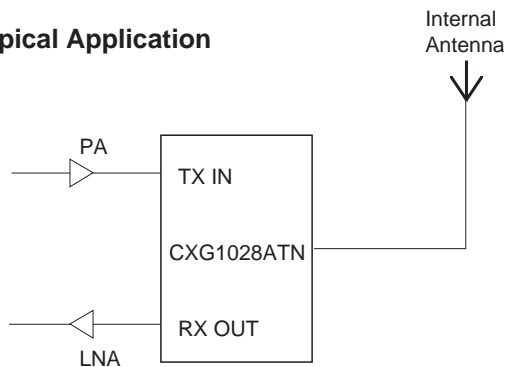 pical Application
Internal
Antenna
PA
TX IN
CXG1028ATN
RX OUT
LNA